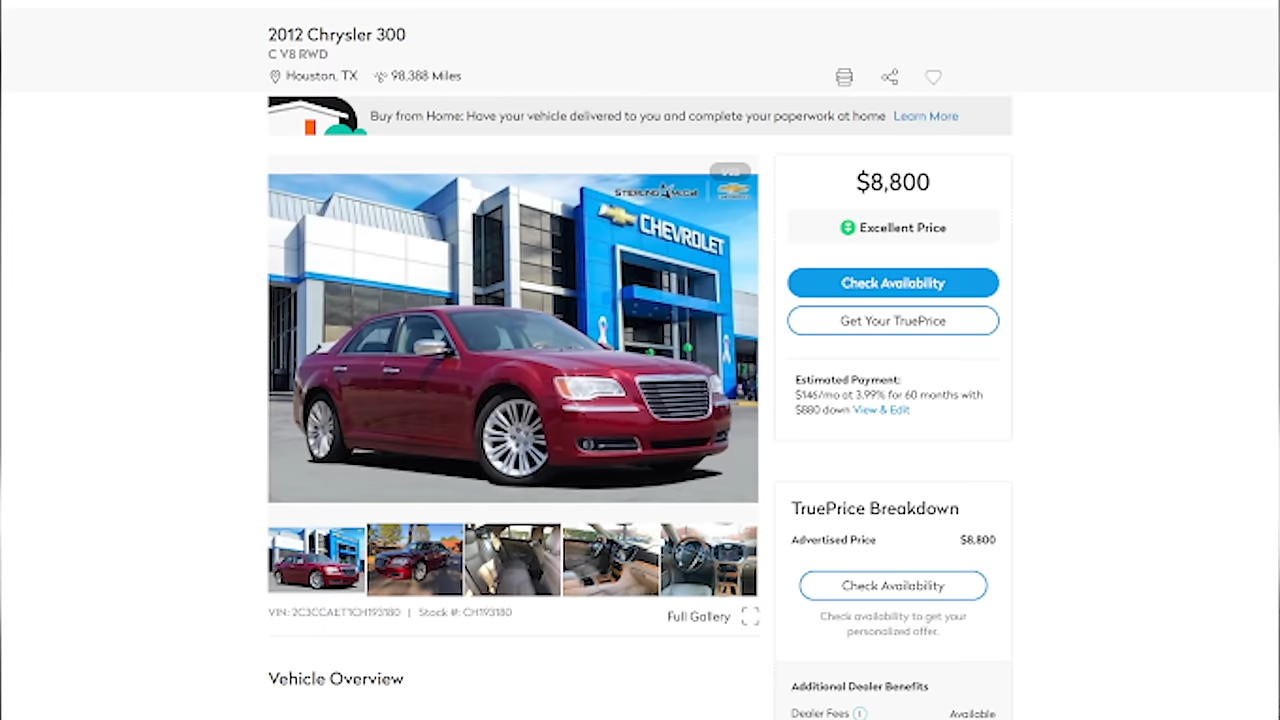 2012 Chrysler 300
C V8 RWD
Houston, TX 98,388 Miles
Buy from Home: Have your vehicle delivered to you and complete your paperwork at home Learn More
CHEVROLET
$8,800
Excellent Price
Check Availability
Get Your TruePrice
Estimated Payment:
$146/mo at 3.99% for 60 months with
$880 down View & Edit
TruePrice Breakdown
Advertised Price $8,800
Check Availability
Check availability to get your
personalized offer.
VIN: 2C3CCAET1CH193180 | Stock #: CH193180
Full Gallery
Vehicle Overview
Additional Dealer Benefits
Dealer Fees Available